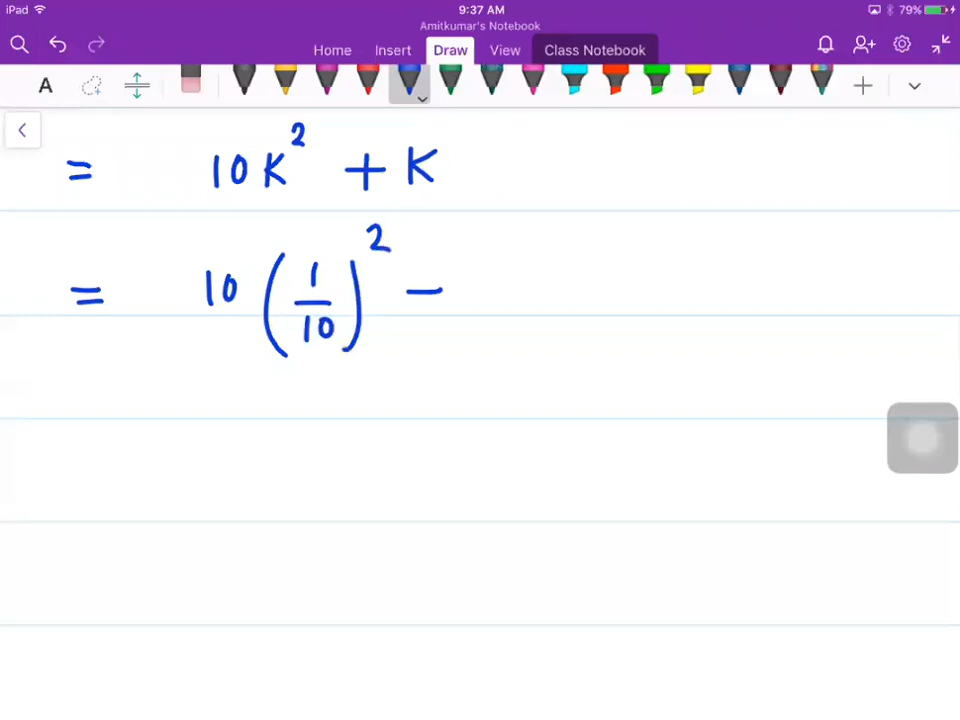 iPad 9:37 AM 79%
Amitkumar's Notebook
Home Insert Draw View Class Notebook
A
= 10K² + K
= 10 (1/10)² −